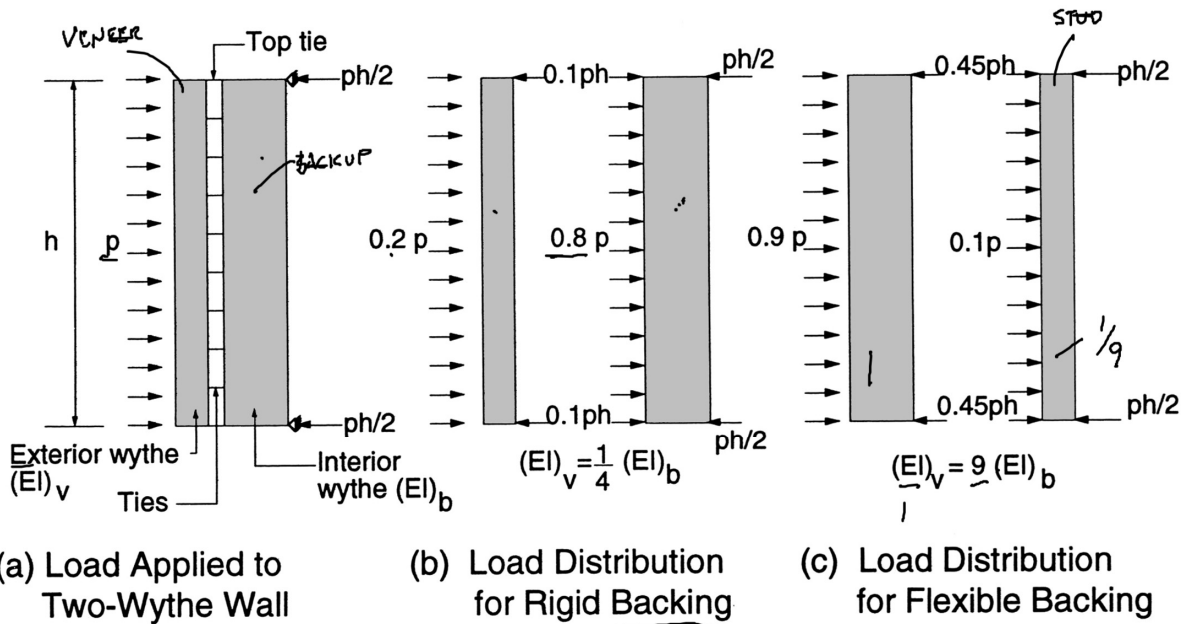 VENEER
Top tie
ph/2
BACKUP
h
p
ph/2
Exterior wythe
(EI)v
Ties
Interior
wythe (EI)b
(a) Load Applied to
Two-Wythe Wall
0.1ph
ph/2
0.2 p
0.8 p
0.1ph
ph/2
(EI)v = 1/4 (EI)b
(b) Load Distribution
for Rigid Backing
STUD
0.45ph
ph/2
0.9 p
0.1p
1
1/9
0.45ph
ph/2
(EI)v = 9 (EI)b
1
(c) Load Distribution
for Flexible Backing